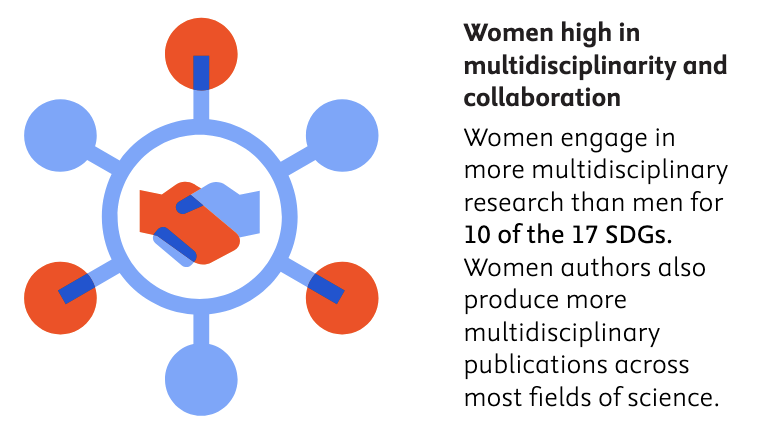 Women high in
multidisciplinarity and
collaboration
Women engage in
more multidisciplinary
research than men for
10 of the 17 SDGs.
Women authors also
produce more
multidisciplinary
publications across
most fields of science.